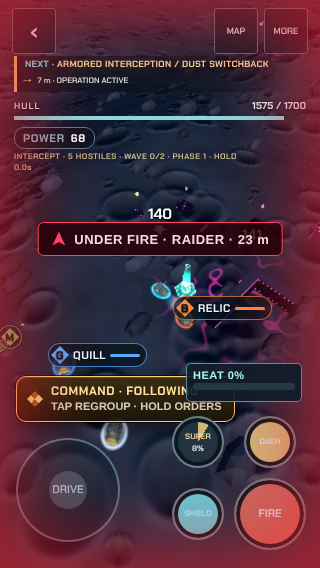 ‹
MAP
MORE
NEXT · ARMORED INTERCEPTION / DUST SWITCHBACK
→ 7 m · OPERATION ACTIVE
HULL
1575 / 1700
POWER 68
INTERCEPT · 5 HOSTILES · WAVE 0/2 · PHASE 1 · HOLD
0.0s
140
141
UNDER FIRE · RAIDER · 23 m
RELIC
M
QUILL
HEAT 0%
COMMAND · FOLLOWIN
TAP REGROUP · HOLD ORDERS
SUPER
8%
DASH
DRIVE
SHIELD
FIRE